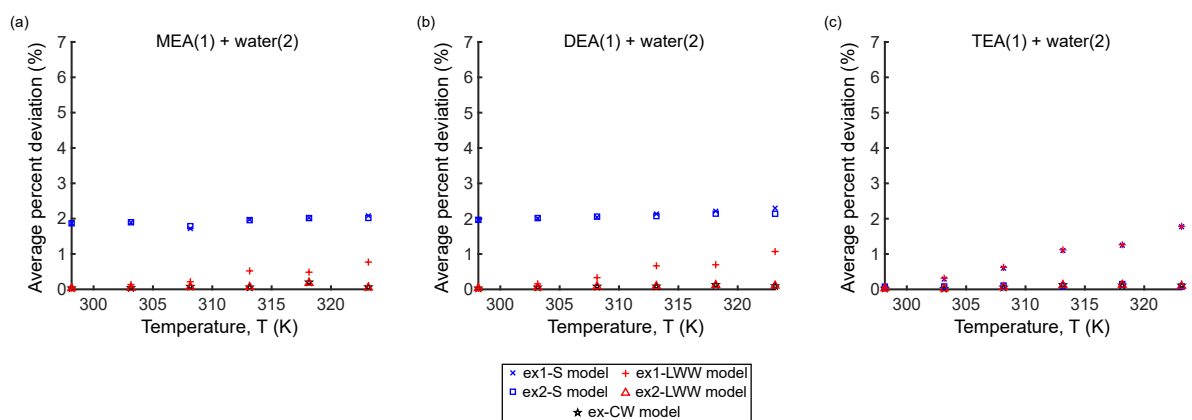 (a)
MEA(1) + water(2)
Average percent deviation (%)
7
6
5
4
3
2
1
0
300 305 310 315 320
Temperature, T (K)
(b)
DEA(1) + water(2)
Average percent deviation (%)
7
6
5
4
3
2
1
0
300 305 310 315 320
Temperature, T (K)
(c)
TEA(1) + water(2)
Average percent deviation (%)
7
6
5
4
3
2
1
0
300 305 310 315 320
Temperature, T (K)
ex1-S model ex1-LWW model
ex2-S model ex2-LWW model
ex-CW model